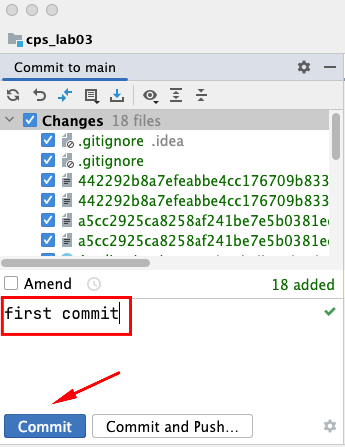 cps_lab03
Commit to main
Changes 18 files
.gitignore .idea
.gitignore
442292b8a7efeabbe4cc176709b833
442292b8a7efeabbe4cc176709b833
a5cc2925ca8258af241be7e5b0381e
a5cc2925ca8258af241be7e5b0381e
Amend 18 added
first commit
Commit Commit and Push...